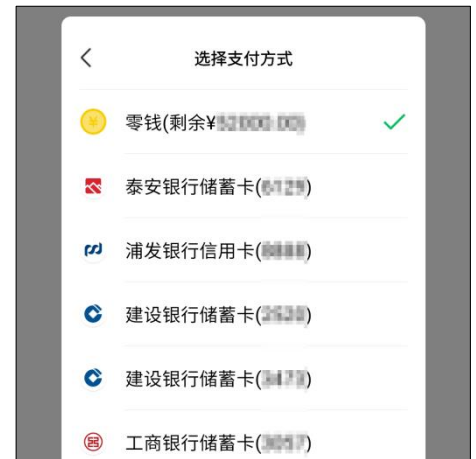 选择支付方式
零钱(剩余¥
泰安银行储蓄卡( )
浦发银行信用卡( )
建设银行储蓄卡( )
建设银行储蓄卡( )
工商银行储蓄卡( )